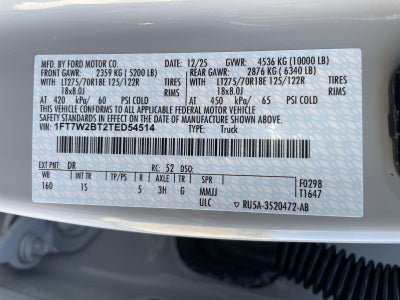 MFD. BY FORD MOTOR CO. 12/25 GVWR: 4536 KG (10000 LB)
FRONT GAWR: 2359 KG (5200 LB) REAR GAWR: 2876 KG (6340 LB)
LT275/70R18E 125/122R TIRES LT275/70R18E 125/122R TIRES
18x8.0J RIMS 18x8.0J RIMS
AT 420 kPa/ 60 PSI COLD AT 450 kPa/ 65 PSI COLD
THIS VEHICLE CONFORMS TO ALL APPLICABLE FEDERAL MOTOR VEHICLE
SAFETY STANDARDS IN EFFECT ON THE DATE OF MANUFACTURE SHOWN ABOVE.
VIN: 1FT7W2BT2TED54514 TYPE: Truck
EXT PNT: DR RC: 52 DSO:
WB INT TR TP/PS R AXLE TR SPR
160 IS 5 3H G MMJJ
ULC
F0298
T1647
RU5A-3520472-AB